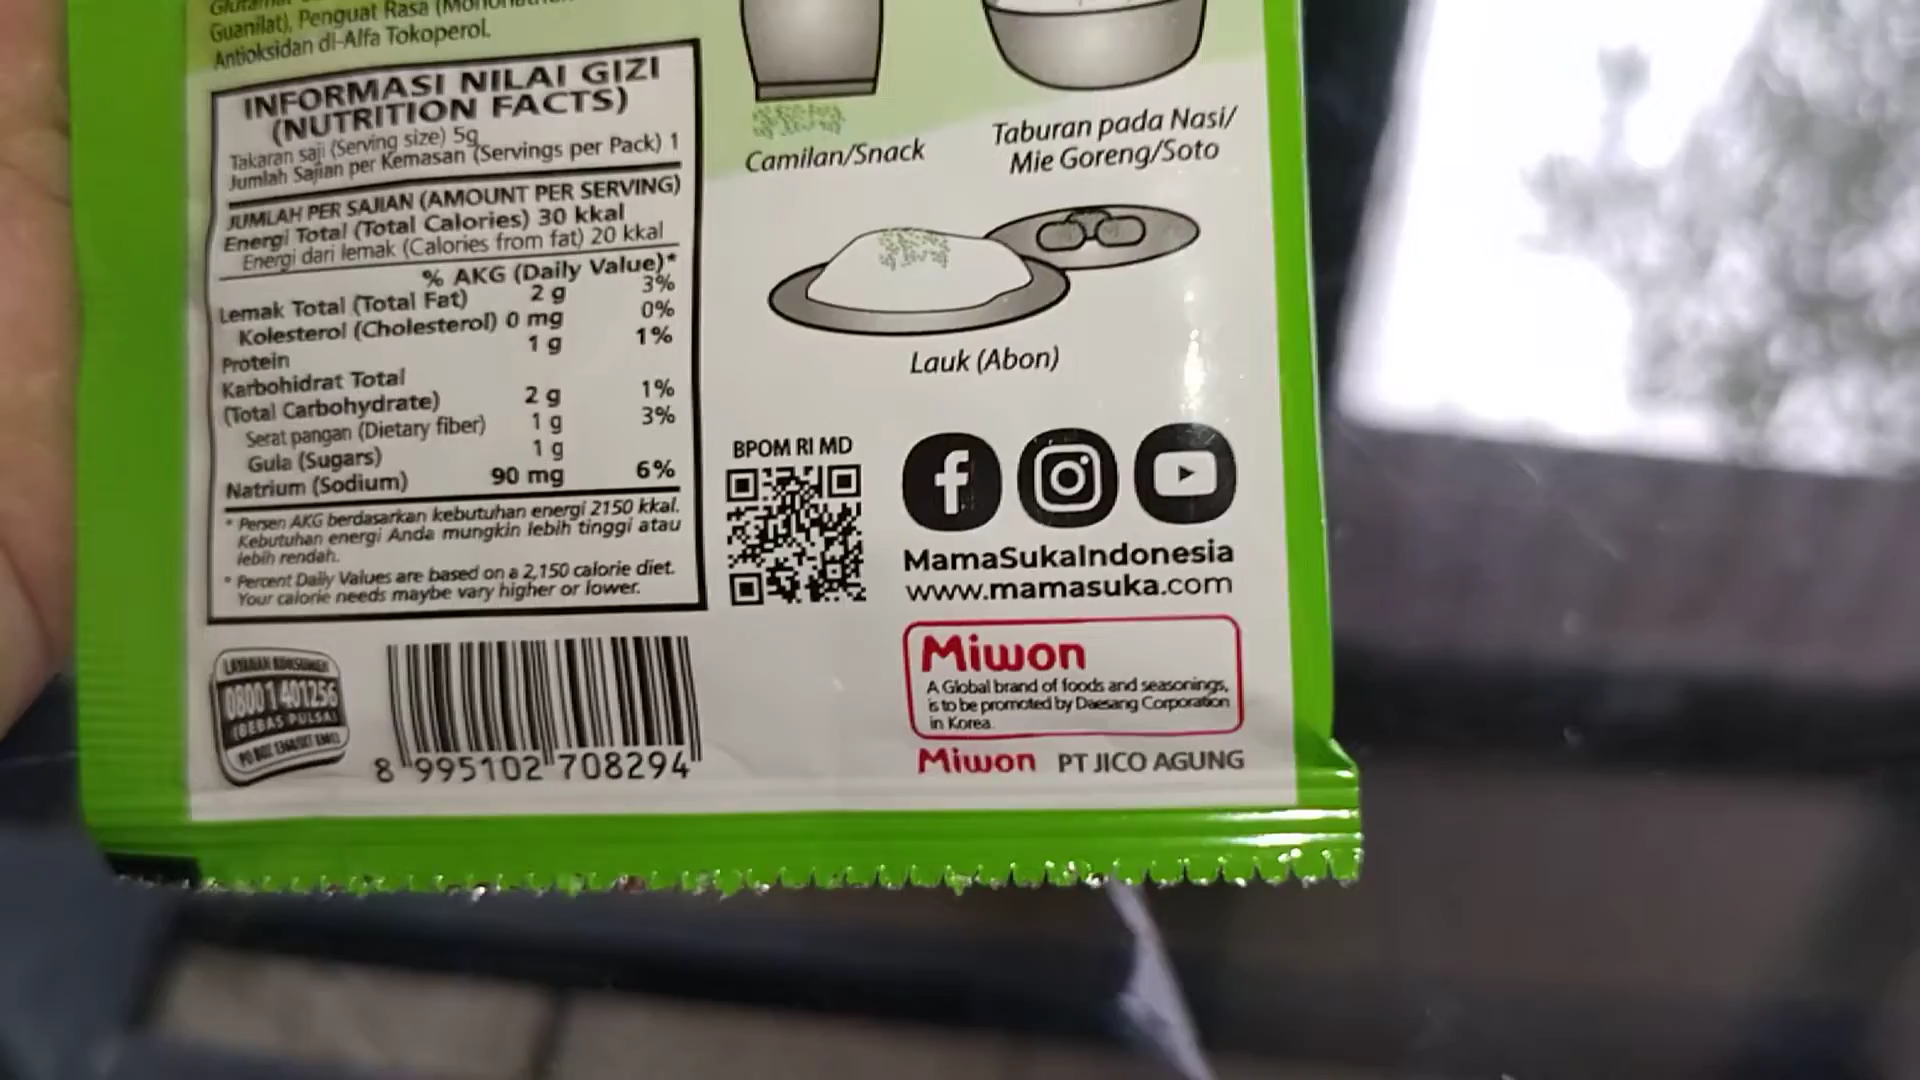 Guanilat), Penguat Rasa
Antioksidan dl-Alfa Tokoperol.
INFORMASI NILAI GIZI
(NUTRITION FACTS)
Takaran saji (Serving size) 5g
Jumlah Sajian per Kemasan (Servings per Pack) 1
JUMLAH PER SAJIAN (AMOUNT PER SERVING)
Energi Total (Total Calories) 30 kkal
Energi dari lemak (Calories from fat) 20 kkal
% AKG (Daily Value)*
Lemak Total (Total Fat) 2 g 3%
Kolesterol (Cholesterol) 0 mg 0%
Protein 1 g 1%
Karbohidrat Total
(Total Carbohydrate) 2 g 1%
Serat pangan (Dietary fiber) 1 g 3%
Gula (Sugars) 1 g
Natrium (Sodium) 90 mg 6%
* Persen AKG berdasarkan kebutuhan energi 2150 kkal.
Kebutuhan energi Anda mungkin lebih tinggi atau
lebih rendah.
* Percent Daily Values are based on a 2,150 calorie diet.
Your calorie needs maybe vary higher or lower.
LAYANAN KONSUMEN
0800 1 401256
(BEBAS PULSA)
8 995102 708294
Camilan/Snack
Taburan pada Nasi/
Mie Goreng/Soto
Lauk (Abon)
BPOM RI MD
MamaSukaIndonesia
www.mamasuka.com
Miwon
A Global brand of foods and seasonings,
is to be promoted by Daesang Corporation
in Korea.
Miwon PT JICO AGUNG